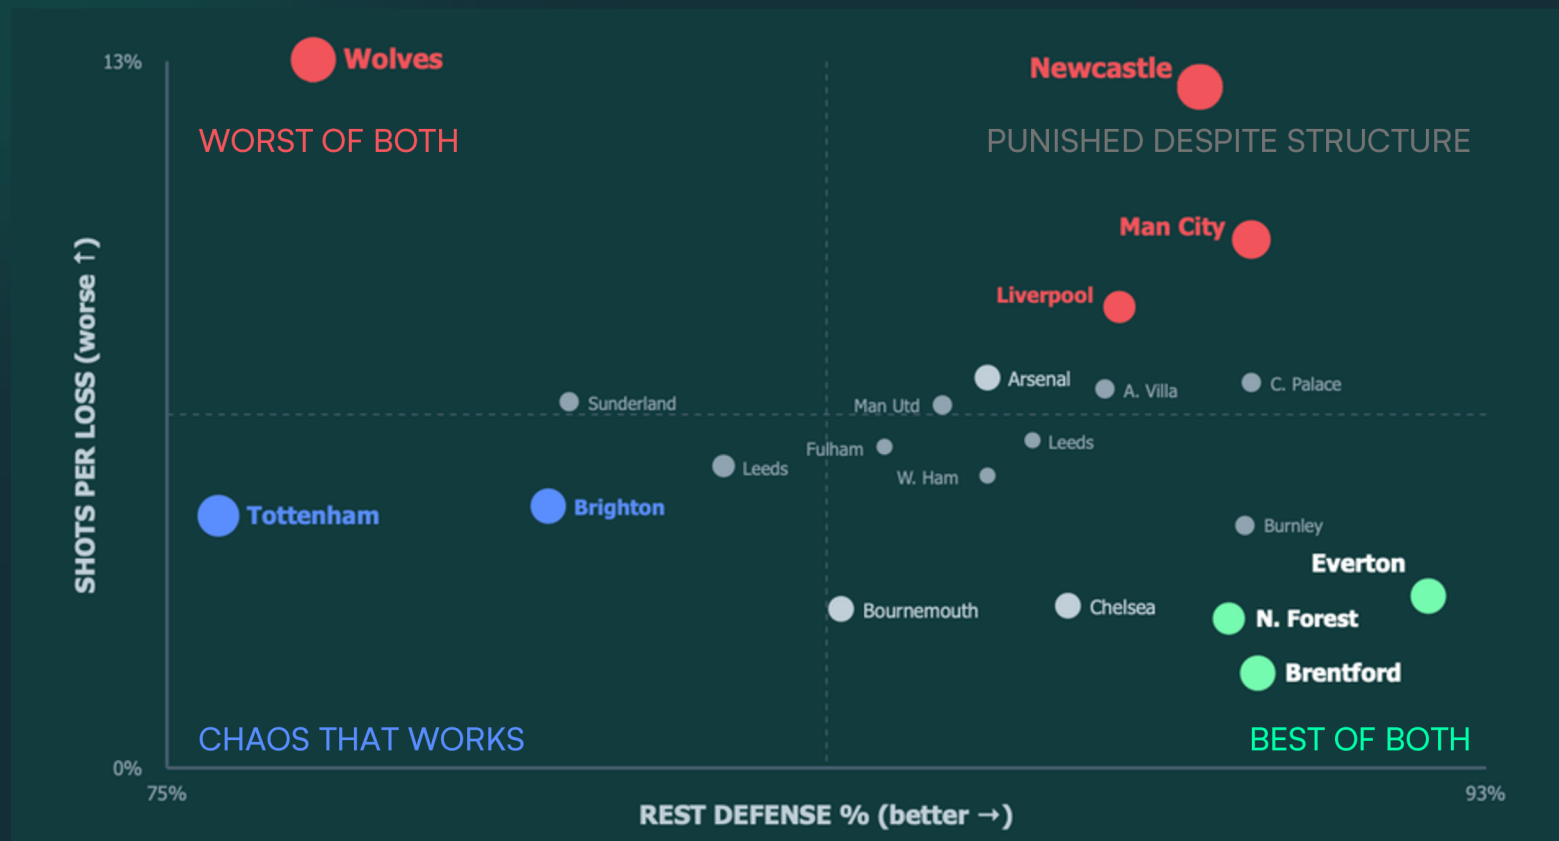 13%
Wolves
Newcastle
WORST OF BOTH
PUNISHED DESPITE STRUCTURE
Man City
Liverpool
SHOTS PER LOSS (worse ↑)
Arsenal
A. Villa
C. Palace
Sunderland
Man Utd
Fulham
Leeds
Leeds
W. Ham
Tottenham
Brighton
Burnley
Everton
Bournemouth
Chelsea
N. Forest
Brentford
CHAOS THAT WORKS
BEST OF BOTH
0%
75%
93%
REST DEFENSE % (better →)